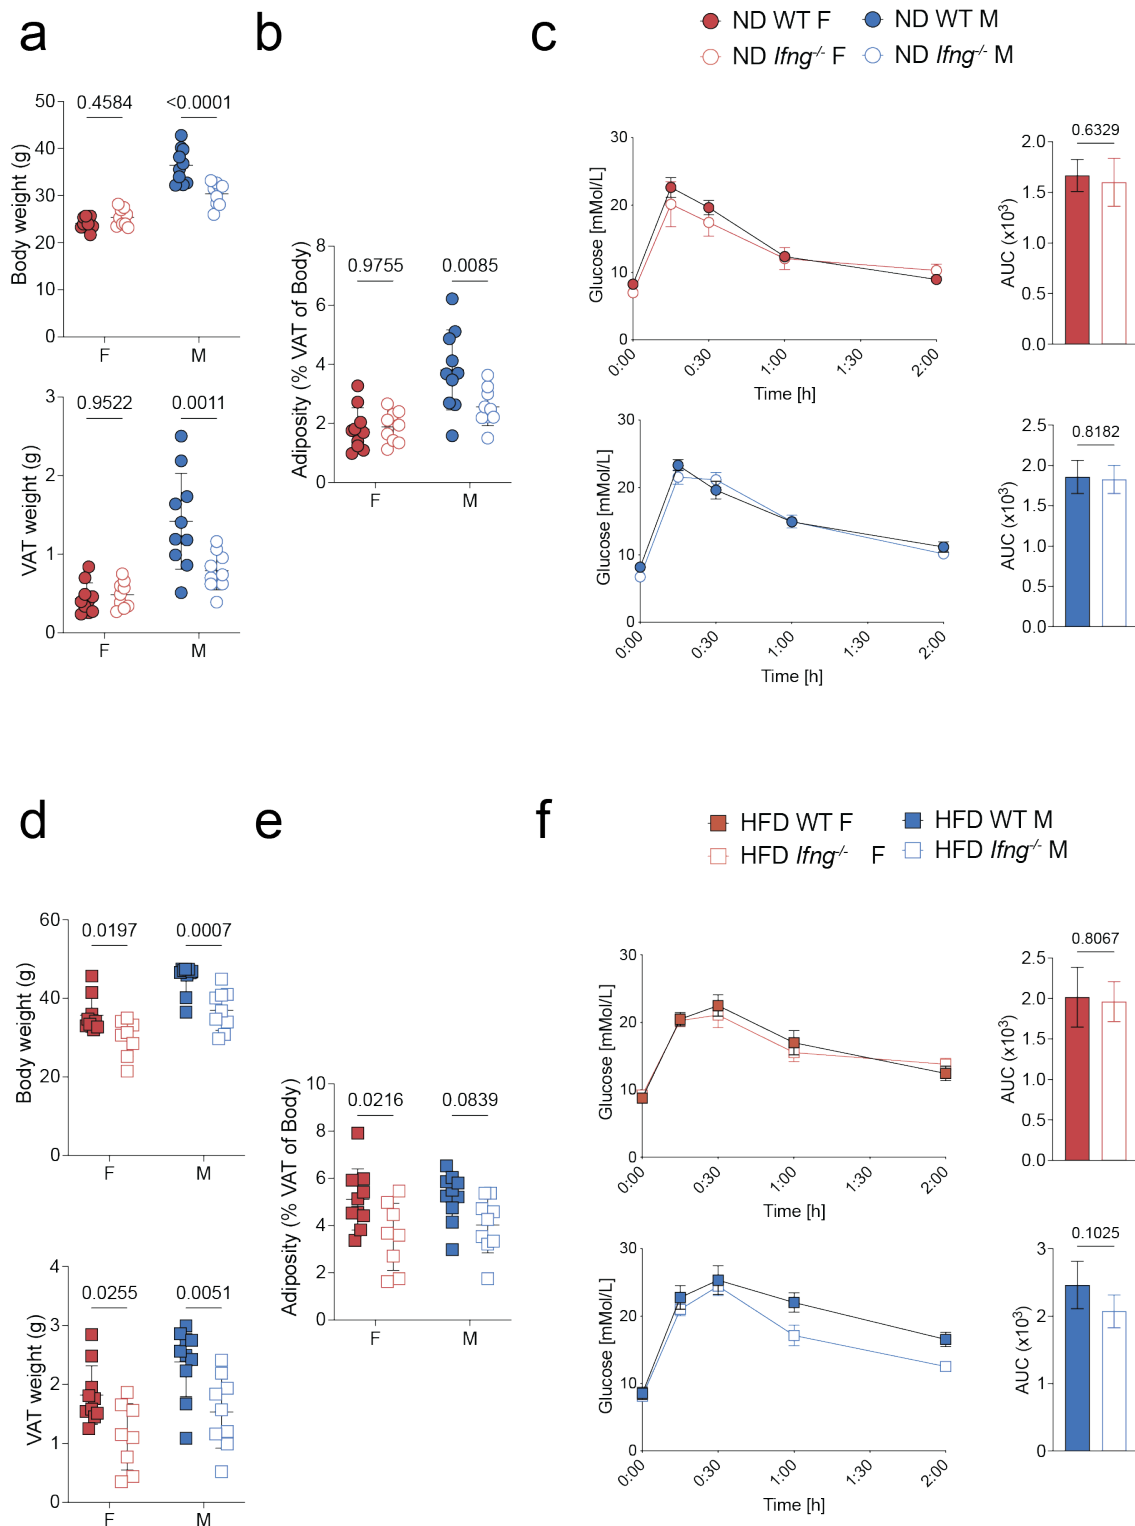 a
b
c
ND WT F
ND WT M
ND Ifng-/- F
ND Ifng-/- M
0.4584
<0.0001
Body weight (g)
50
40
30
20
10
0
F
M
0.9522
0.0011
VAT weight (g)
3
2
1
0
F
M
0.9755
0.0085
Adiposity (% VAT of Body)
8
6
4
2
0
F
M
Glucose [mMol/L]
30
20
10
0
0:00
0:30
1:00
1:30
2:00
Time [h]
0.6329
AUC (x10³)
2.0
1.5
1.0
0.5
0.0
Glucose [mMol/L]
30
20
10
0
0:00
0:30
1:00
1:30
2:00
Time [h]
0.8182
AUC (x10³)
2.5
2.0
1.5
1.0
0.5
0.0
d
e
f
HFD WT F
HFD WT M
HFD Ifng-/- F
HFD Ifng-/- M
0.0197
0.0007
Body weight (g)
60
40
20
0
F
M
0.0255
0.0051
VAT weight (g)
4
3
2
1
0
F
M
0.0216
0.0839
Adiposity (% VAT of Body)
10
8
6
4
2
0
F
M
Glucose [mMol/L]
30
20
10
0
0:00
0:30
1:00
1:30
2:00
Time [h]
0.8067
AUC (x10³)
2.5
2.0
1.5
1.0
0.5
0.0
Glucose [mMol/L]
30
20
10
0
0:00
0:30
1:00
1:30
2:00
Time [h]
0.1025
AUC (x10³)
3
2
1
0